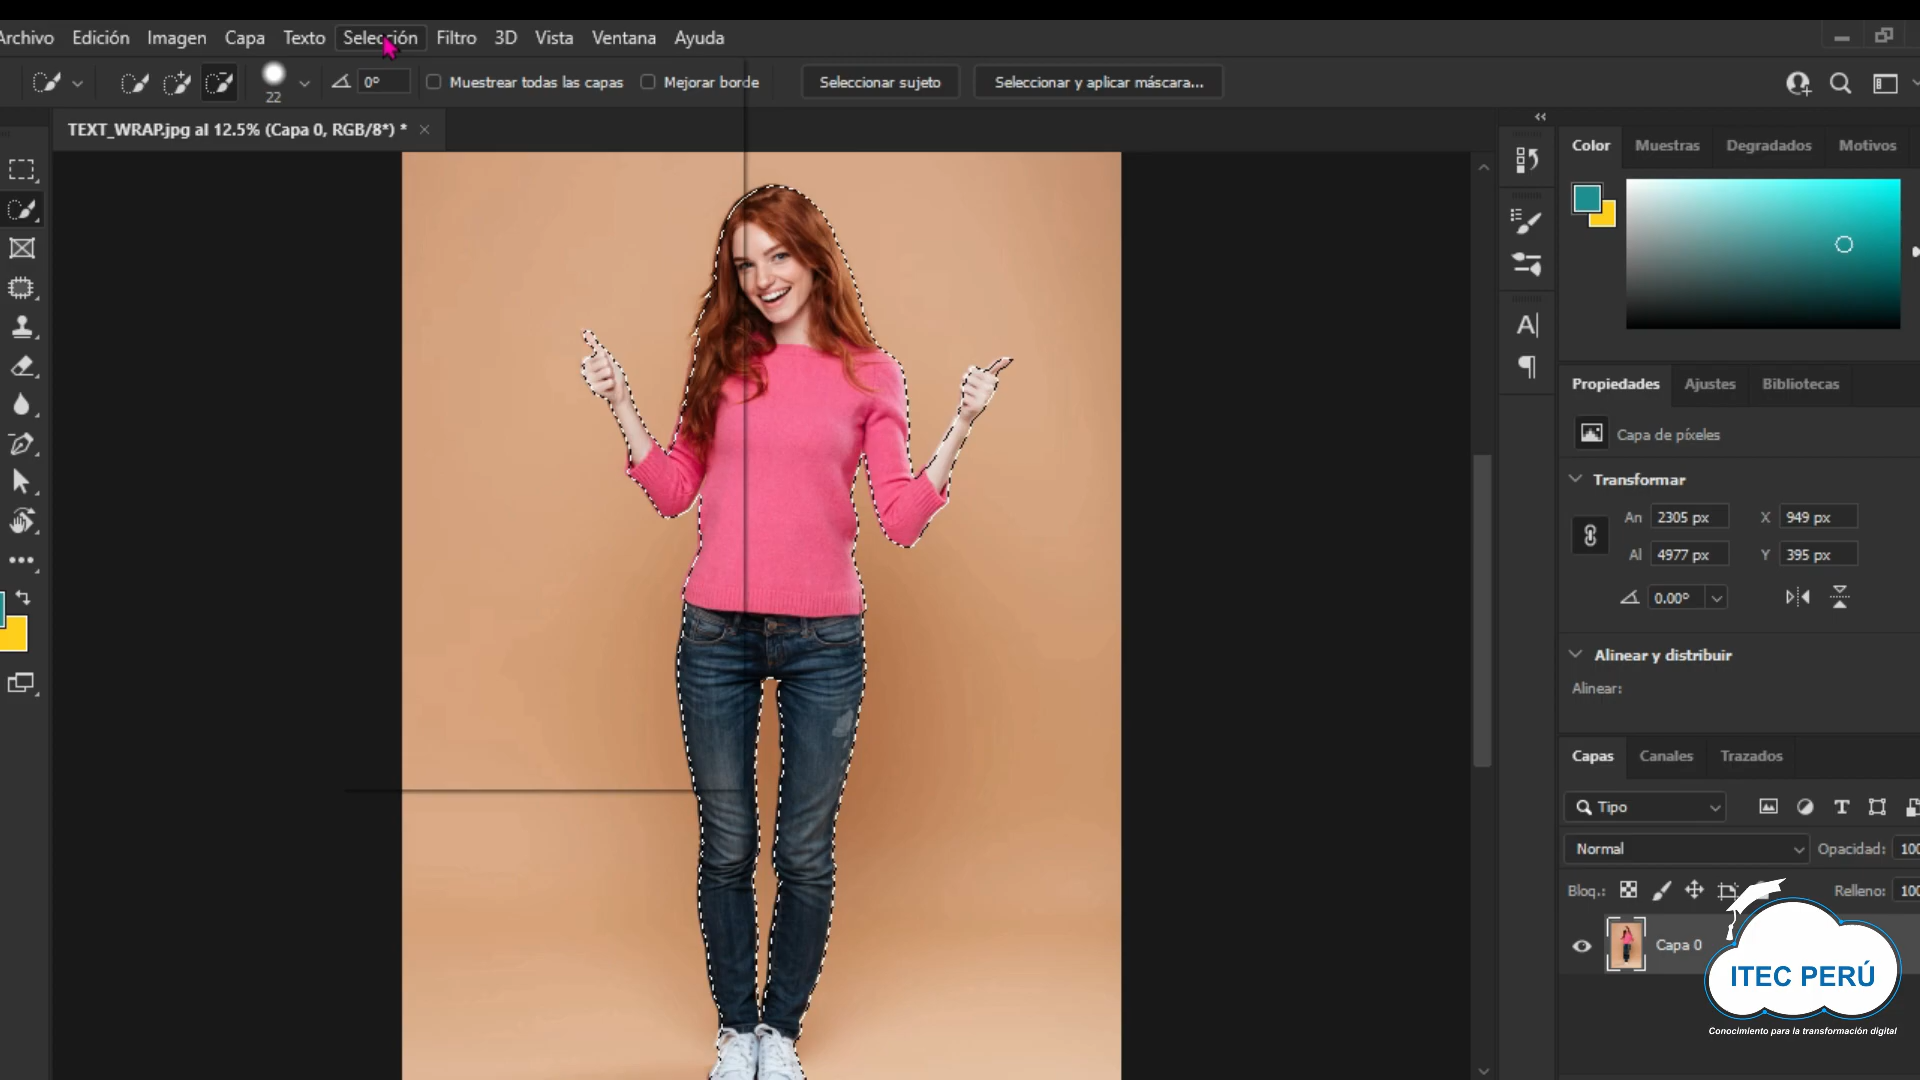 Archivo Edición Imagen Capa Texto Selección Filtro 3D Vista Ventana Ayuda
22
0°
Muestrear todas las capas
Mejorar borde
Seleccionar sujeto
Seleccionar y aplicar máscara...
TEXT_WRAP.jpg al 12.5% (Capa 0, RGB/8*) *
Color Muestras Degradados Motivos
Propiedades Ajustes Bibliotecas
Capa de píxeles
Transformar
An 2305 px X 949 px
Al 4977 px Y 395 px
0.00°
Alinear y distribuir
Alinear:
Capas Canales Trazados
Tipo
Normal Opacidad: 100
Bloq.: Relleno: 100
Capa 0
ITEC PERÚ
Conocimiento para la transformación digital